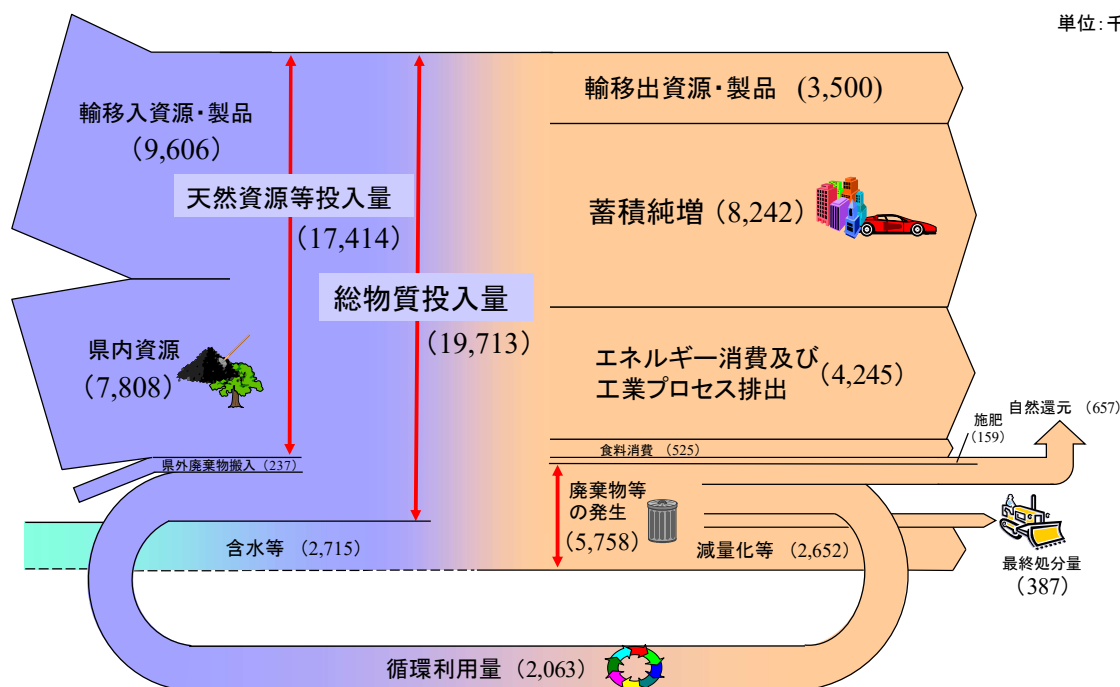 単位:千
輸移入資源・製品
（9,606）
天然資源等投入量
（17,414）
総物質投入量
（19,713）
県内資源
（7,808）
県外廃棄物搬入（237）
含水等（2,715）
輸移出資源・製品 (3,500)
蓄積純増（8,242）
エネルギー消費及び
工業プロセス排出
（4,245）
食料消費（525）
施肥
（159）
自然還元（657）
廃棄物等
の発生
（5,758）
減量化等（2,652）
最終処分量
（387）
循環利用量（2,063）